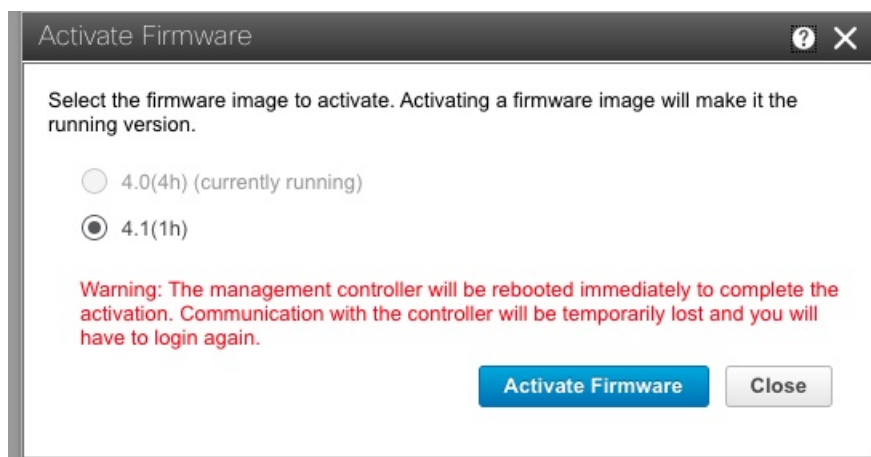 Activate Firmware
Select the firmware image to activate. Activating a firmware image will make it the
running version.
4.0(4h) (currently running)
4.1(1h)
Warning: The management controller will be rebooted immediately to complete the
activation. Communication with the controller will be temporarily lost and you will
have to login again.
Activate Firmware
Close